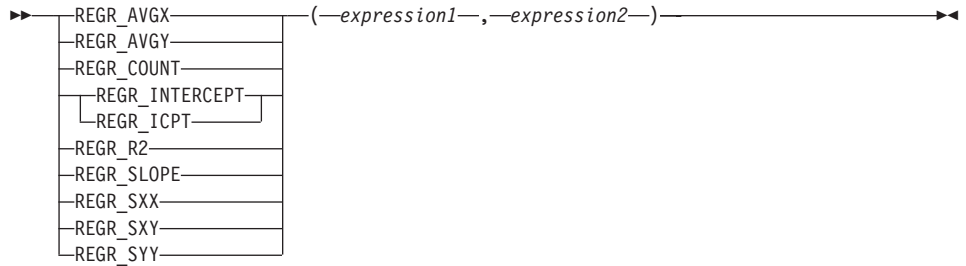 REGR_AVGX (expression1, expression2)
REGR_AVGY
REGR_COUNT
REGR_INTERCEPT
REGR_ICPT
REGR_R2
REGR_SLOPE
REGR_SXX
REGR_SXY
REGR_SYY